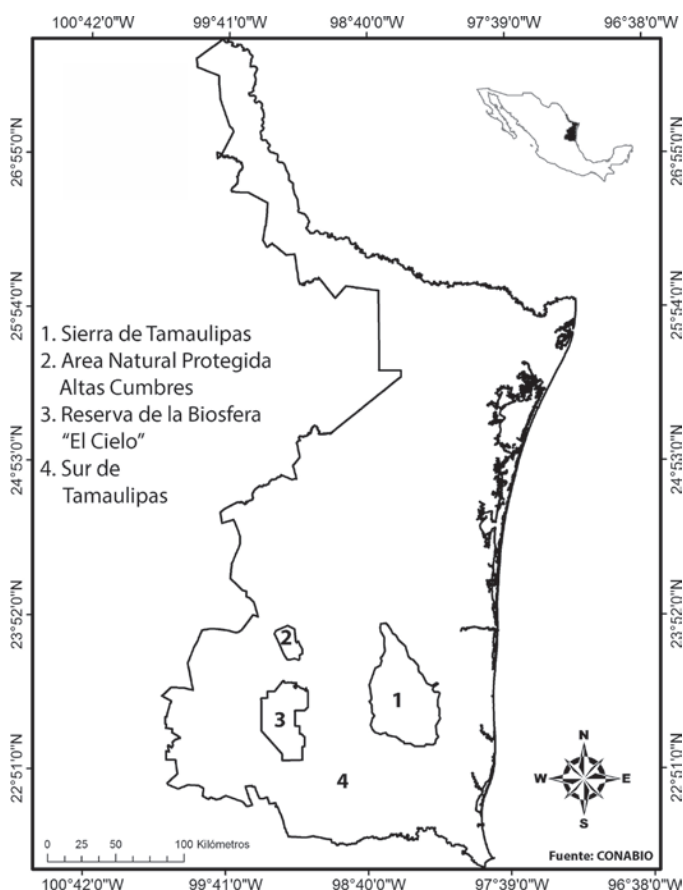 100°42'0"W 99°41'0"W 98°40'0"W 97°39'0"W 96°38'0"W
26°55'0"N 26°55'0"N
25°54'0"N 25°54'0"N
1. Sierra de Tamaulipas
2. Area Natural Protegida
Altas Cumbres
3. Reserva de la Biosfera
"El Cielo"
4. Sur de
Tamaulipas
24°53'0"N 24°53'0"N
23°52'0"N 23°52'0"N
2
1
3
22°51'0"N 22°51'0"N
4
N
W E
S
0 25 50 100 Kilómetros
Fuente: CONABIO
100°42'0"W 99°41'0"W 98°40'0"W 97°39'0"W 96°38'0"W